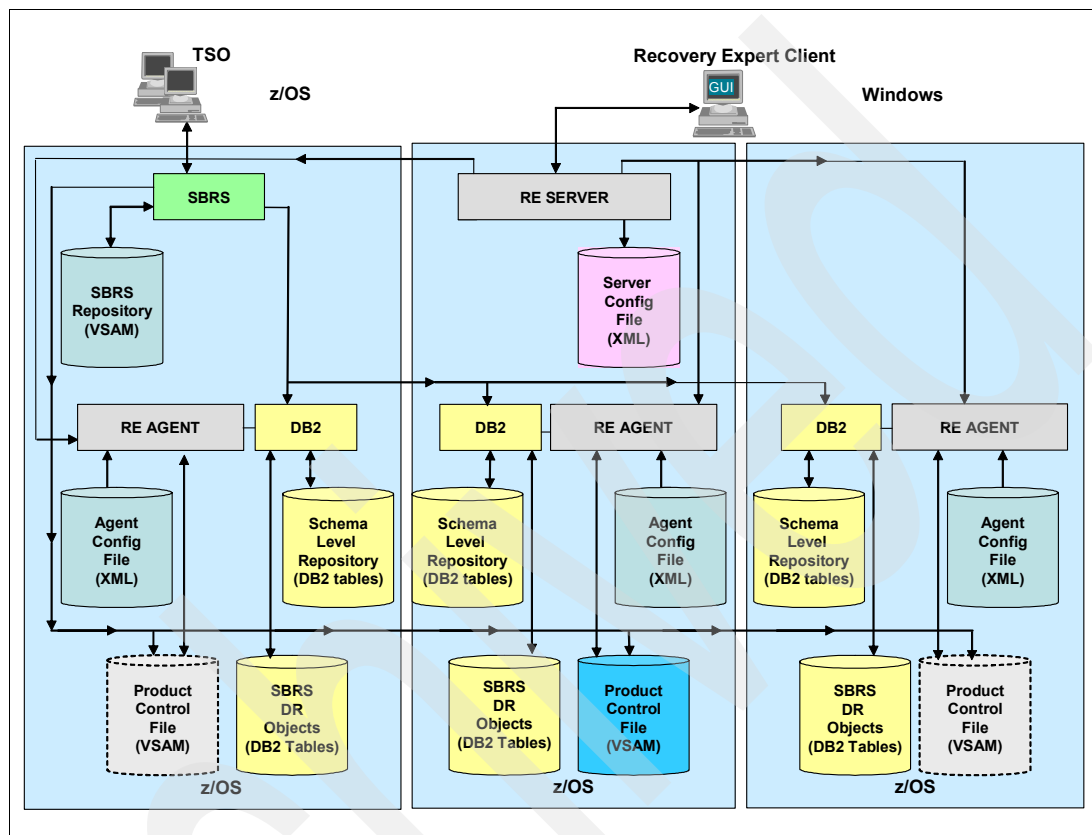 TSO
Recovery Expert Client
GUI
z/OS
Windows
SBRS
RE SERVER
SBRS
Repository
(VSAM)
Server
Config
File
(XML)
RE AGENT
DB2
DB2
RE AGENT
DB2
RE AGENT
Agent
Config
File
(XML)
Schema
Level
Repository
(DB2 tables)
Schema
Level
Repository
(DB2 tables)
Agent
Config
File
(XML)
Schema
Level
Repository
(DB2 tables)
Agent
Config
File
(XML)
Product
Control
File
(VSAM)
SBRS
DR
Objects
(DB2 Tables)
SBRS
DR
Objects
(DB2 Tables)
Product
Control
File
(VSAM)
SBRS
DR
Objects
(DB2 Tables)
Product
Control
File
(VSAM)
z/OS
z/OS
z/OS